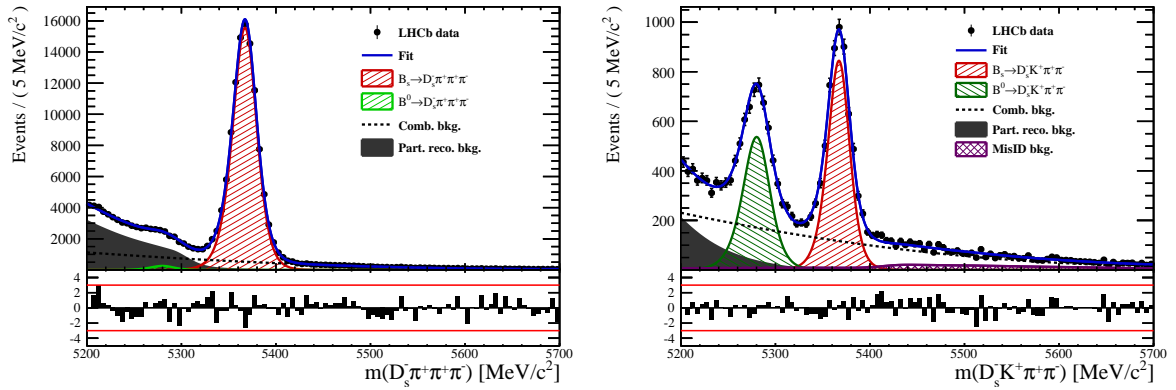 Events / ( 5 MeV/c²)
16000
14000
12000
10000
8000
6000
4000
2000
LHCb data
Fit
Bₛ→Dₛ⁻π⁺π⁺π⁻
B⁰→Dₛ⁻π⁺π⁺π⁻
Comb. bkg.
Part. reco. bkg.
4
2
0
-2
-4
5200 5300 5400 5500 5600 5700
m(Dₛ⁻π⁺π⁺π⁻) [MeV/c²]
Events / ( 5 MeV/c²)
1000
800
600
400
200
LHCb data
Fit
Bₛ→Dₛ⁻K⁺π⁺π⁻
B⁰→Dₛ⁻K⁺π⁺π⁻
Comb. bkg.
Part. reco. bkg.
MisID bkg.
4
2
0
-2
-4
5200 5300 5400 5500 5600 5700
m(Dₛ⁻K⁺π⁺π⁻) [MeV/c²]